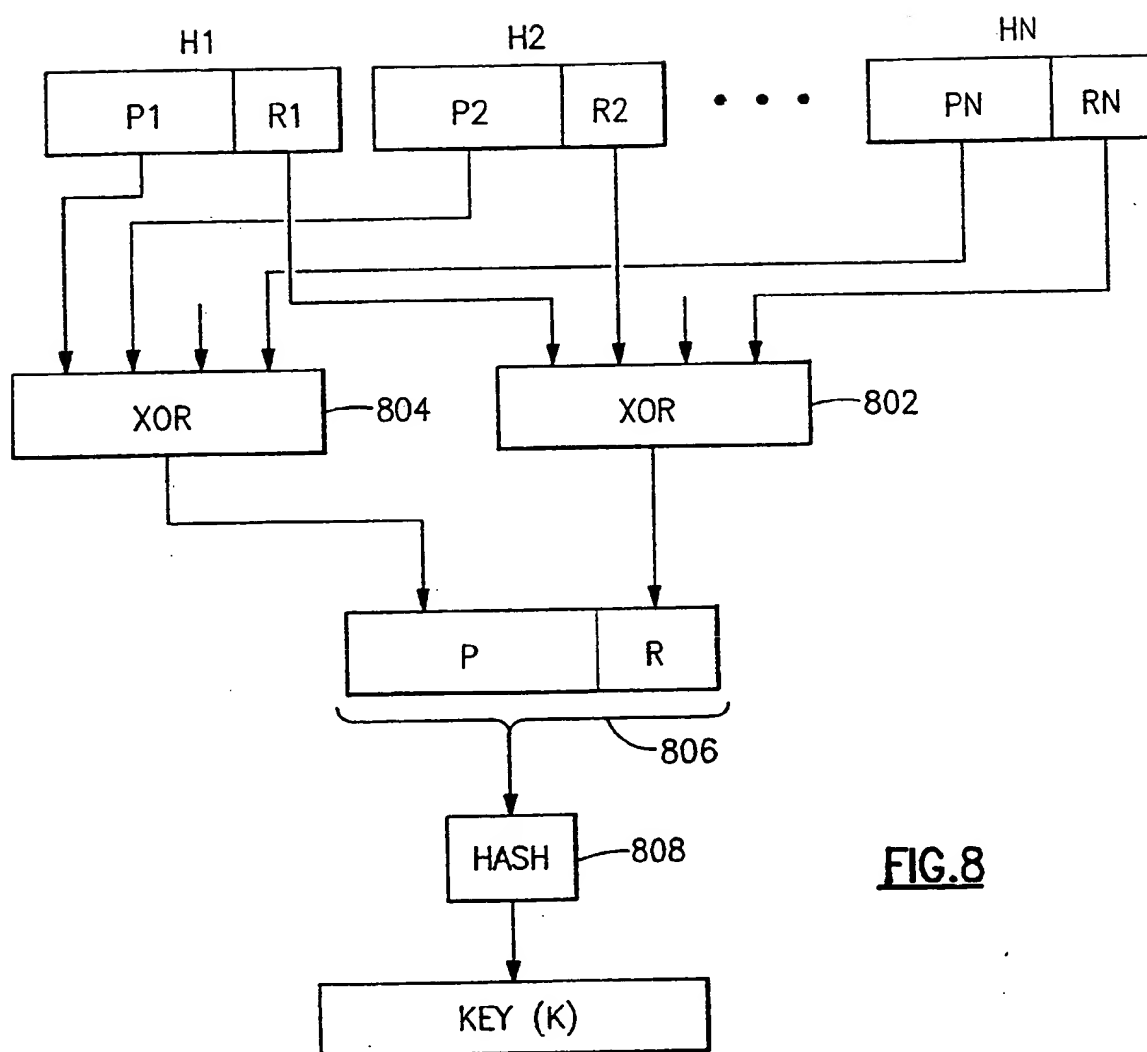 H1 H2 HN
P1 R1 P2 R2 • • • PN RN
XOR 804 XOR 802
P R
806
HASH 808
FIG.8
KEY (K)